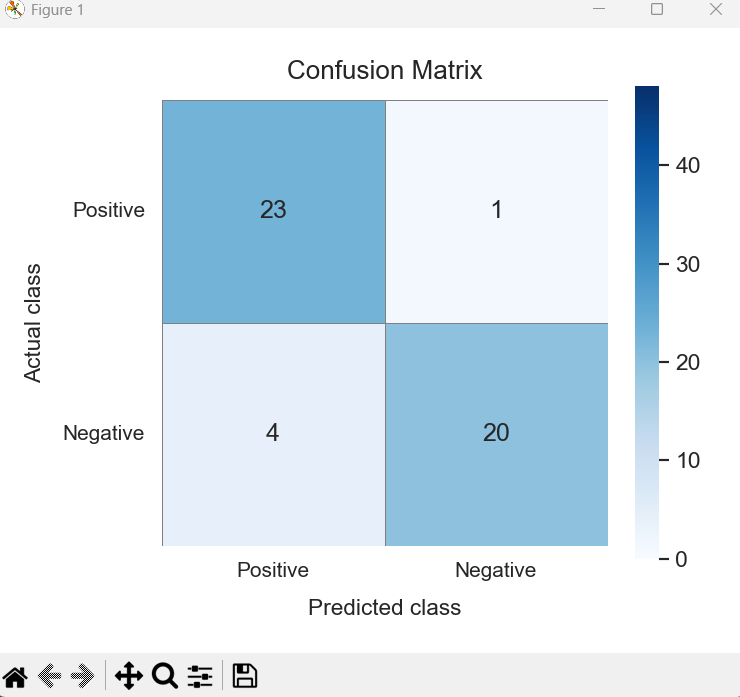 Figure 1
Confusion Matrix
Positive
23
1
Negative
4
20
Actual class
Positive
Negative
Predicted class
40
30
20
10
0